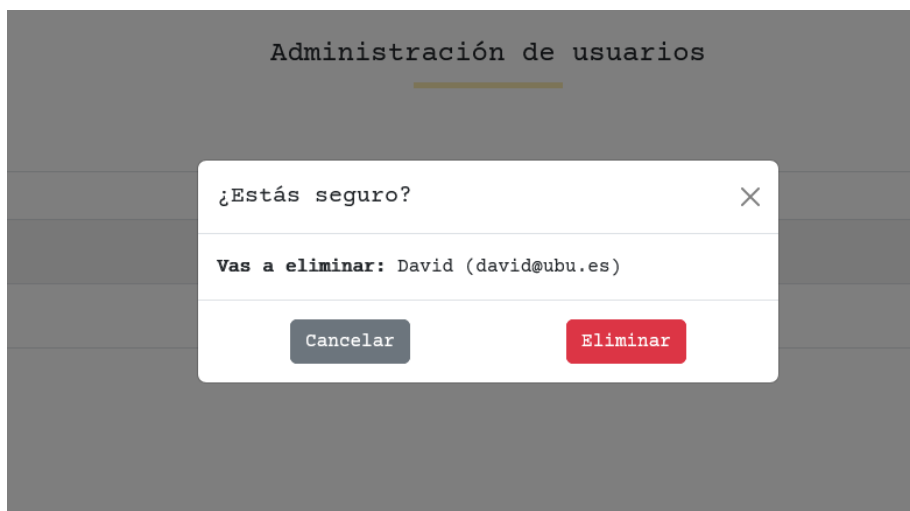 Administración de usuarios
¿Estás seguro?
Vas a eliminar: David (david@ubu.es)
Cancelar
Eliminar